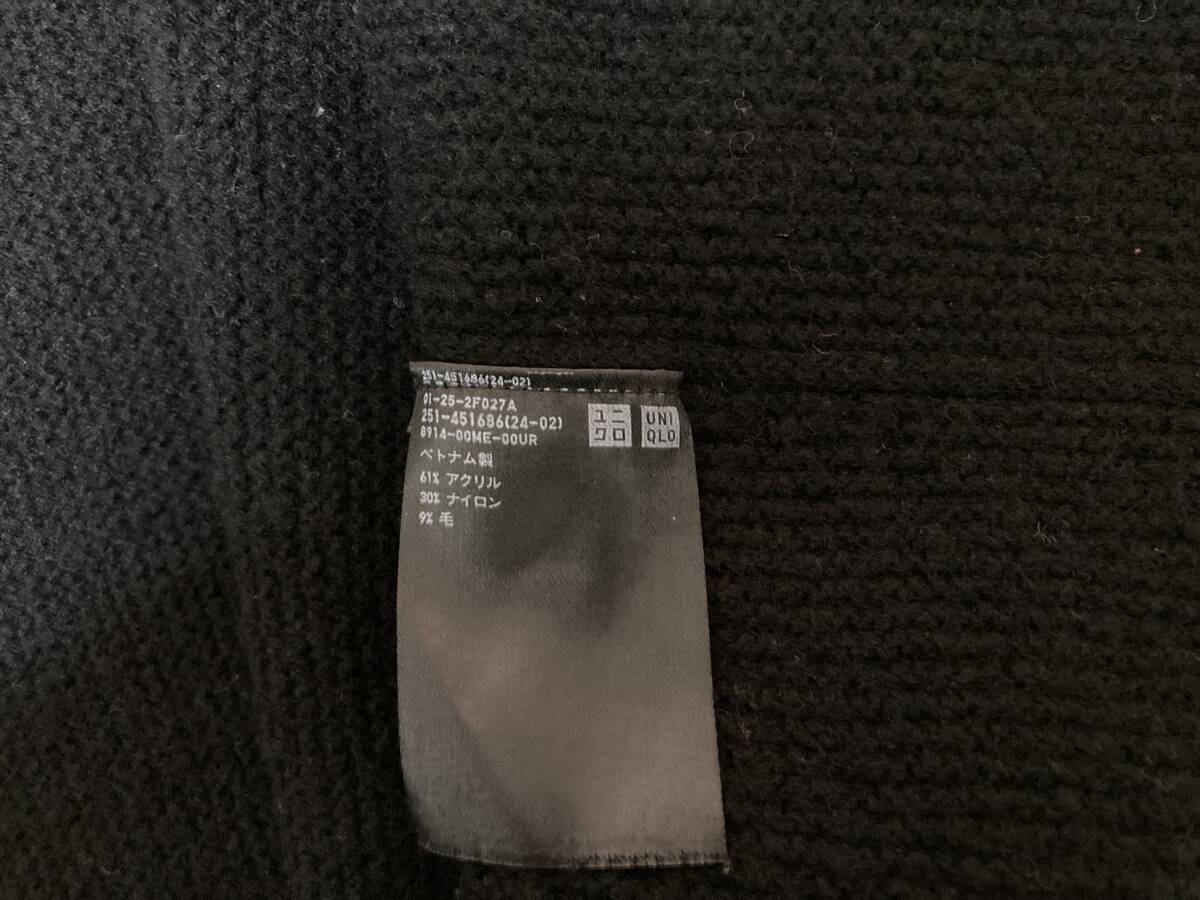 251-451686(24-02)
01-25-2F027A
251-451686(24-02)
8914-00ME-00UR
ベトナム製
61% アクリル
30% ナイロン
9% 毛
ユニ
クロ
UNI
QLO